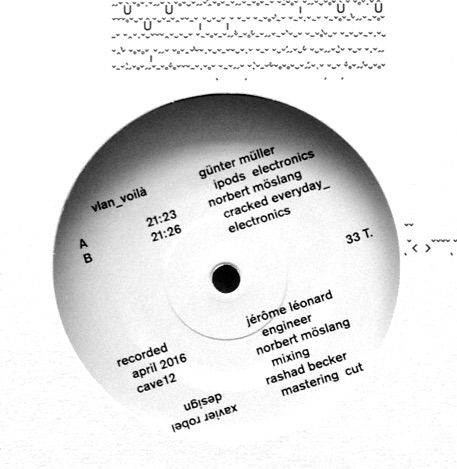 vlan_voilà
A 21:23
B 21:26
günter müller
ipods electronics
norbert möslang
cracked everyday_
electronics
33 T.
recorded
april 2016
cave12
jérôme léonard
engineer
norbert möslang
mixing
rashad becker
mastering cut
xavier robel
design